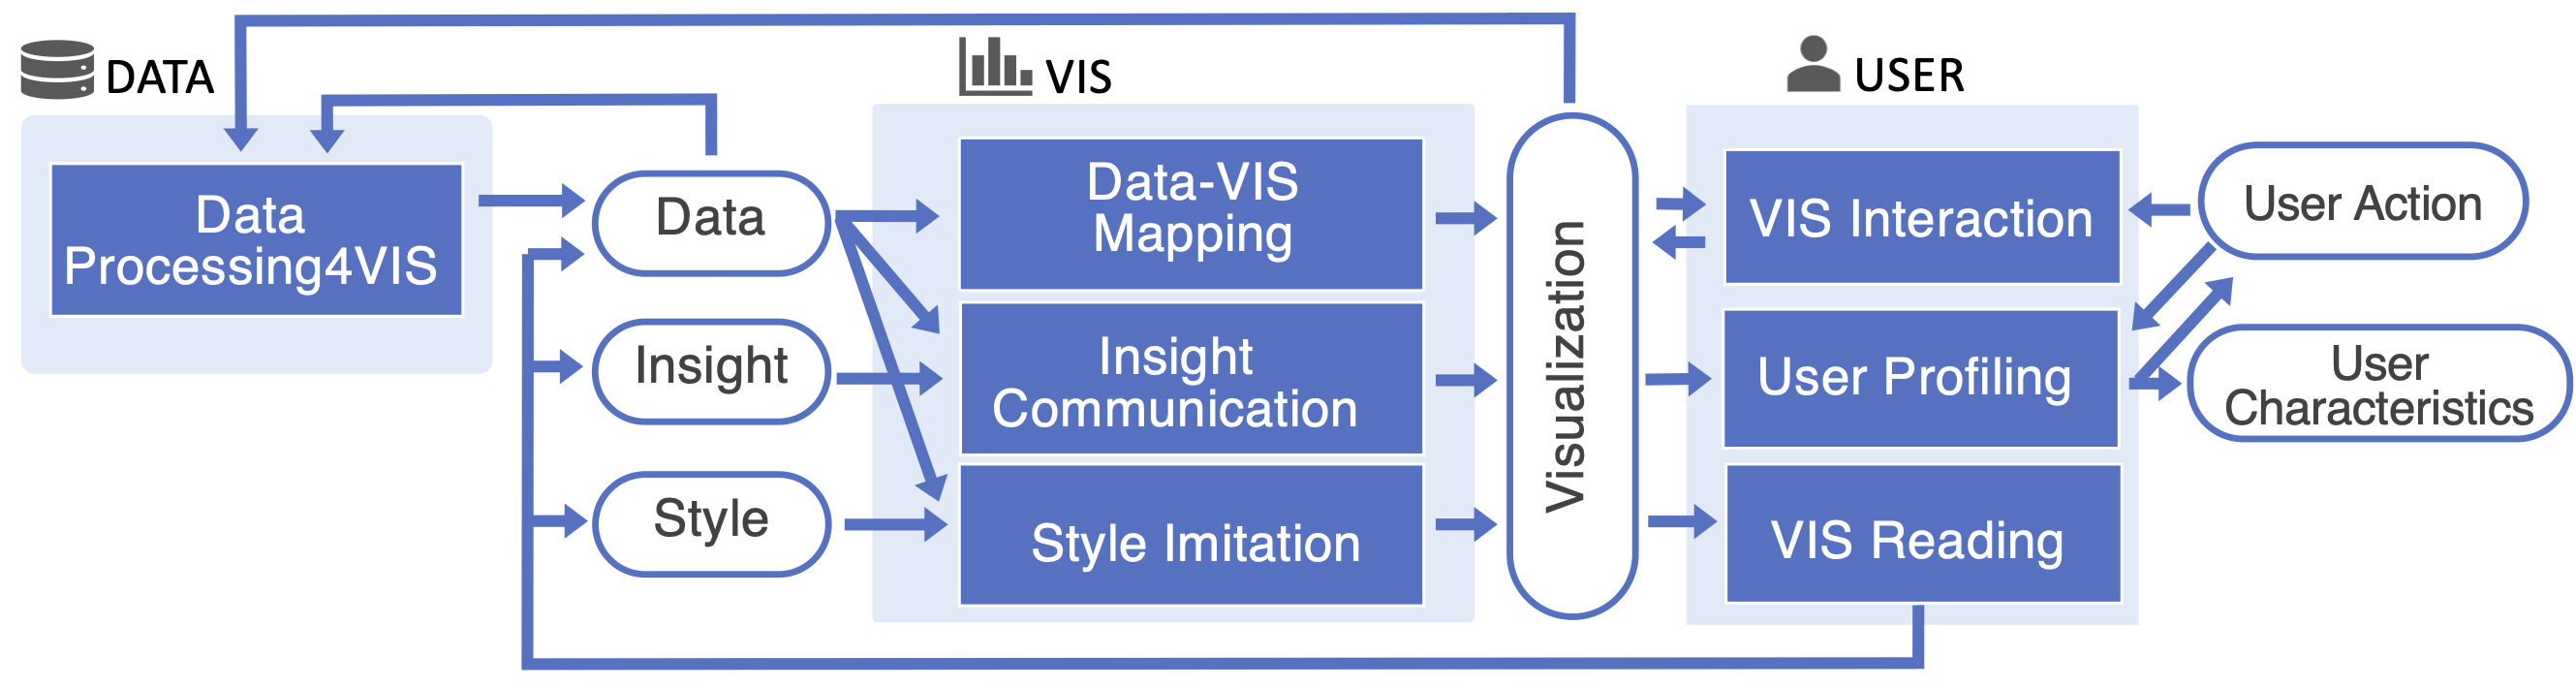 DATA
VIS
USER
Data
Processing4VIS
Data
Insight
Style
Data-VIS
Mapping
Insight
Communication
Style Imitation
Visualization
VIS Interaction
User Profiling
VIS Reading
User Action
User
Characteristics